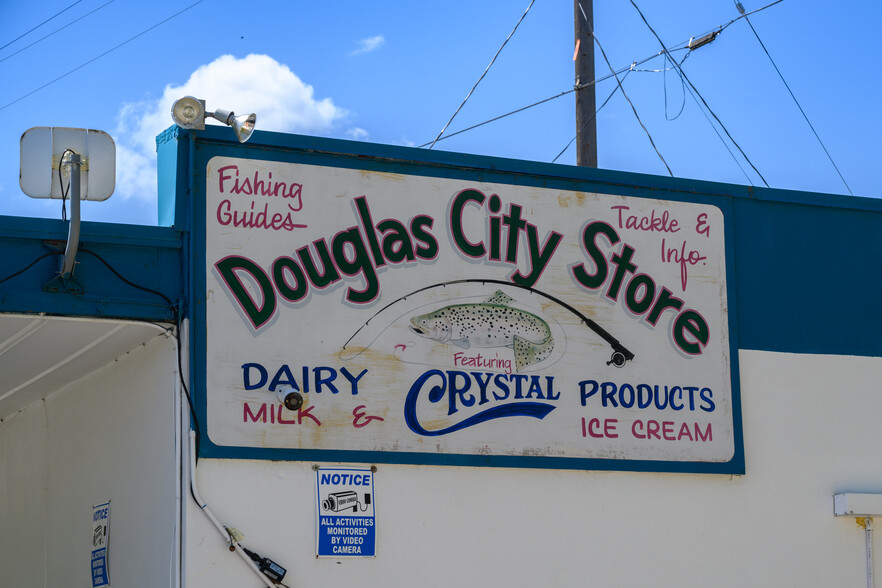 Fishing
Guides
Tackle &
Info.
Douglas City Store
Featuring
DAIRY Crystal PRODUCTS
MILK & ICE CREAM
NOTICE
ALL ACTIVITIES
MONITORED
BY VIDEO
CAMERA
NOTICE